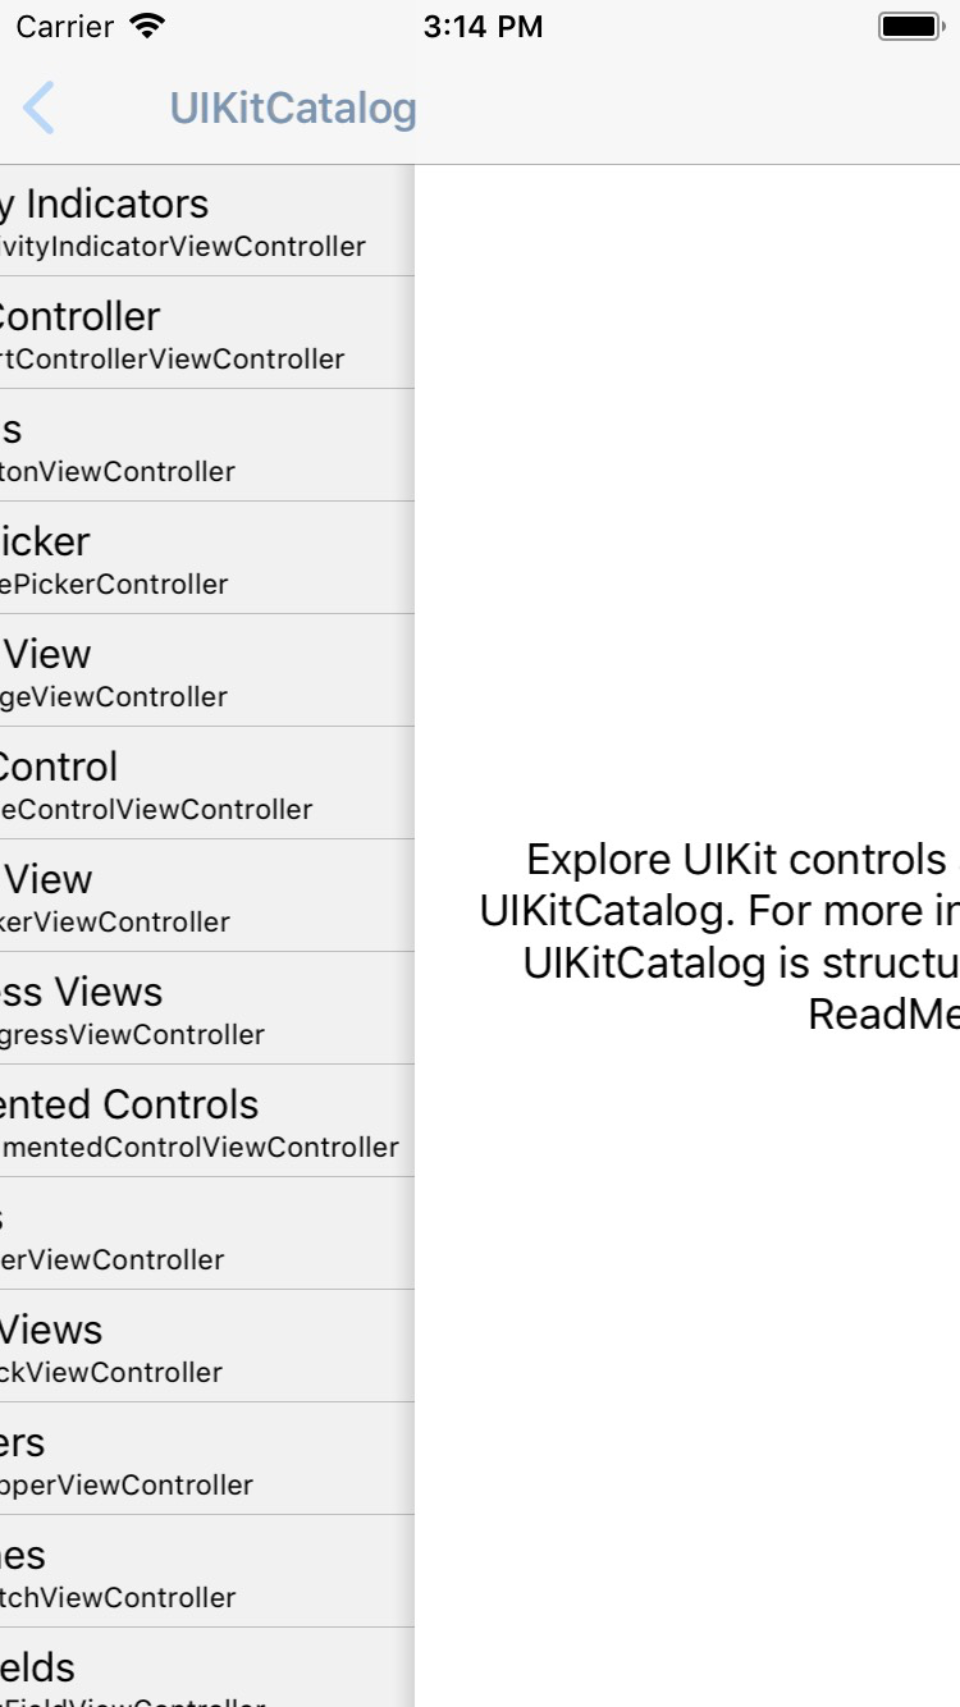 Carrier 3:14 PM
UIKitCatalog
y Indicators
ivityIndicatorViewController
Controller
rtControllerViewController
s
tonViewController
icker
ePickerController
View
geViewController
Control
eControlViewController
View
kerViewController
ss Views
gressViewController
ented Controls
mentedControlViewController
s
erViewController
Views
ckViewController
ers
pperViewController
es
tchViewController
elds
Explore UIKit controls
UIKitCatalog. For more in
UIKitCatalog is structu
ReadMe